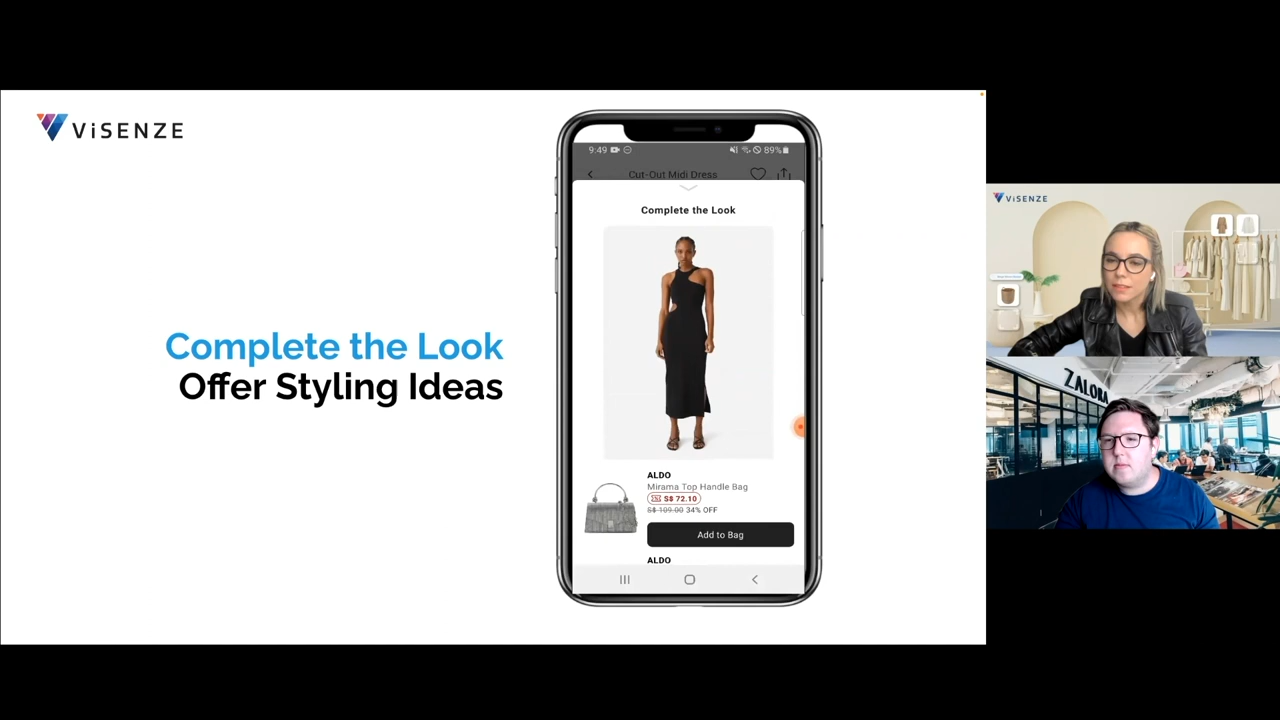 ViSENZE
Complete the Look
Offer Styling Ideas
9:49
89%
Cut-Out Midi Dress
Complete the Look
ALDO
Mirama Top Handle Bag
S$ 72.10
S$ 109.00 34% OFF
Add to Bag
ALDO
ViSENZE
ZALORA